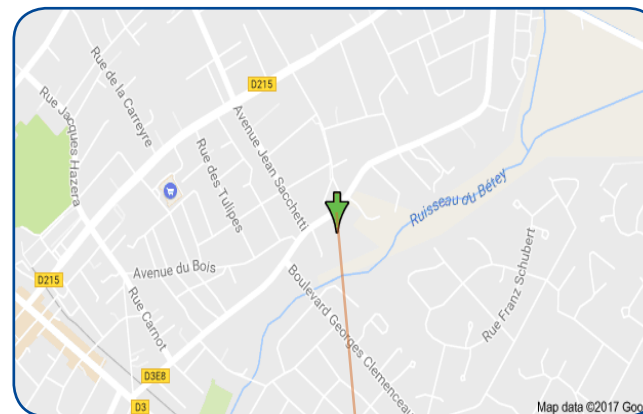 D215
Rue de la Carreyre
Rue Jacques Hazera
Avenue Jean Sacchetti
Rue des Tulipes
Ruisseau du Bétey
Rue Franz Schubert
Avenue du Bois
D215
Boulevard Georges Clemenceau
Rue Carnot
D3E8
D3
Map data ©2017 Goo